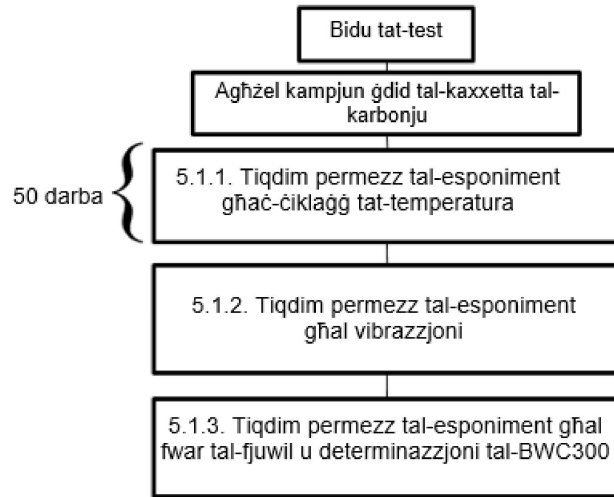 Bidu tat-test
Agħżel kampjun ġdid tal-kaxxetta tal-
karbonju
50 darba
5.1.1. Tiqdim permezz tal-esponiment
għaċ-ċiklaġġ tat-temperatura
5.1.2. Tiqdim permezz tal-esponiment
għal vibrazzjoni
5.1.3. Tiqdim permezz tal-esponiment għal
fwar tal-fjuwil u determinazzjoni tal-BWC300